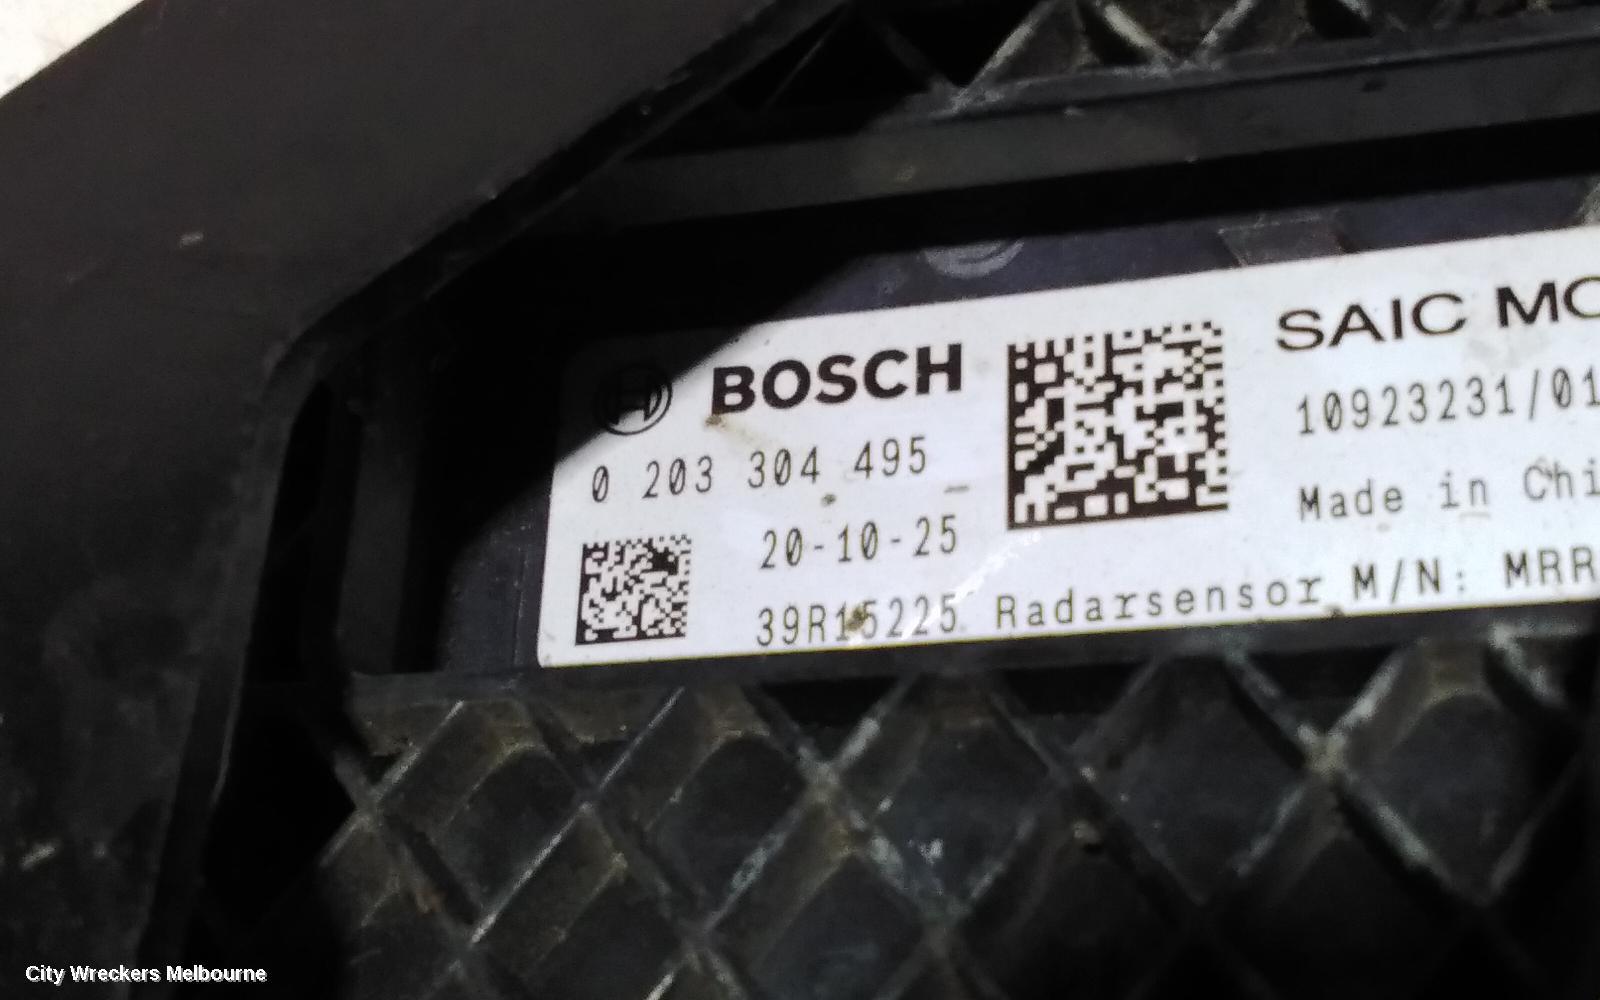 BOSCH
0 203 304 495
20-10-25
39R15225 Radarsensor M/N: MRR
SAIC MO
10923231/01
Made in Chi
City Wreckers Melbourne